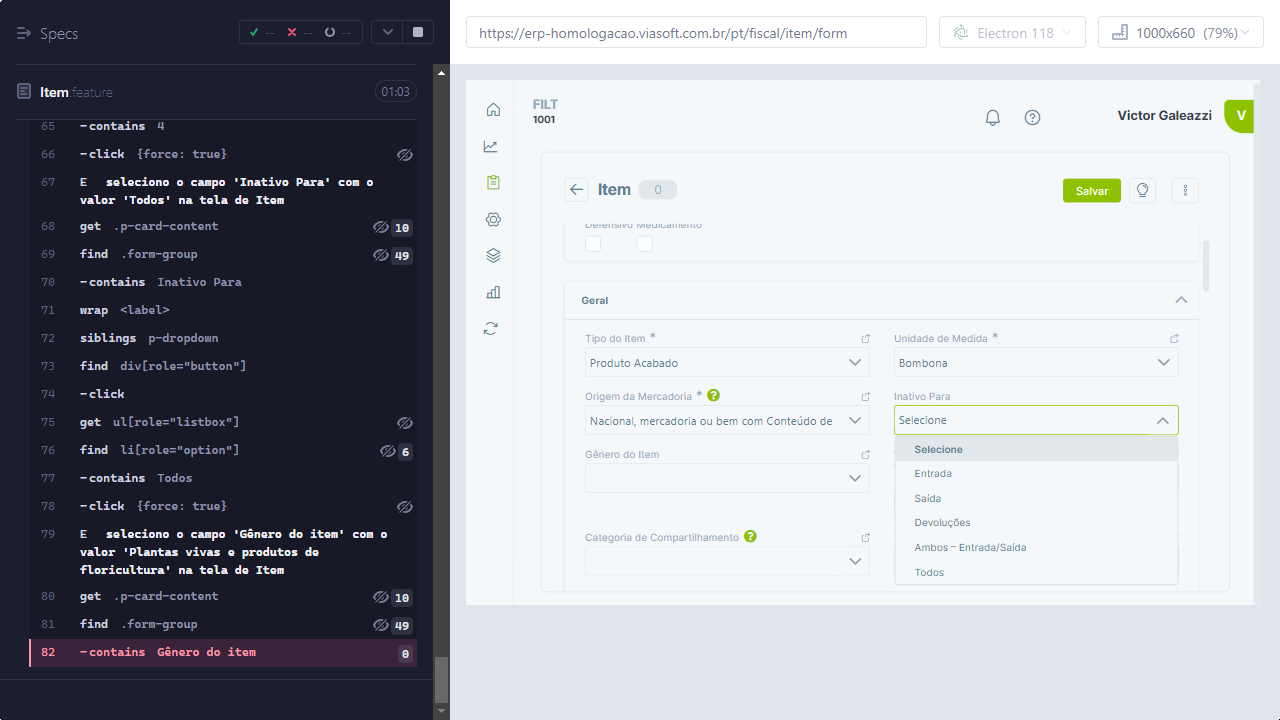 Specs
--
--
--
Item.feature
01:03
65 -contains 4
66 -click {force: true}
67 E seleciono o campo 'Inativo Para' com o
valor 'Todos' na tela de Item
68 get .p-card-content 10
69 find .form-group 49
70 -contains Inativo Para
71 wrap <label>
72 siblings p-dropdown
73 find div[role="button"]
74 -click
75 get ul[role="listbox"]
76 find li[role="option"] 6
77 -contains Todos
78 -click {force: true}
79 E seleciono o campo 'Gênero do item' com o
valor 'Plantas vivas e produtos de
floricultura' na tela de Item
80 get .p-card-content 10
81 find .form-group 49
82 -contains Gênero do item 0
https://erp-homologacao.viasoft.com.br/pt/fiscal/item/form
Electron 118
1000x660 (79%)
FILT
1001
Victor Galeazzi
V
Item 0
Salvar
Defensivo Medicamento
Geral
Tipo do Item *
Unidade de Medida *
Produto Acabado
Bombona
Origem da Mercadoria * ?
Inativo Para
Nacional, mercadoria ou bem com Conteúdo de
Selecione
Gênero do Item
Selecione
Entrada
Saída
Devoluções
Categoria de Compartilhamento ?
Ambos – Entrada/Saída
Todos